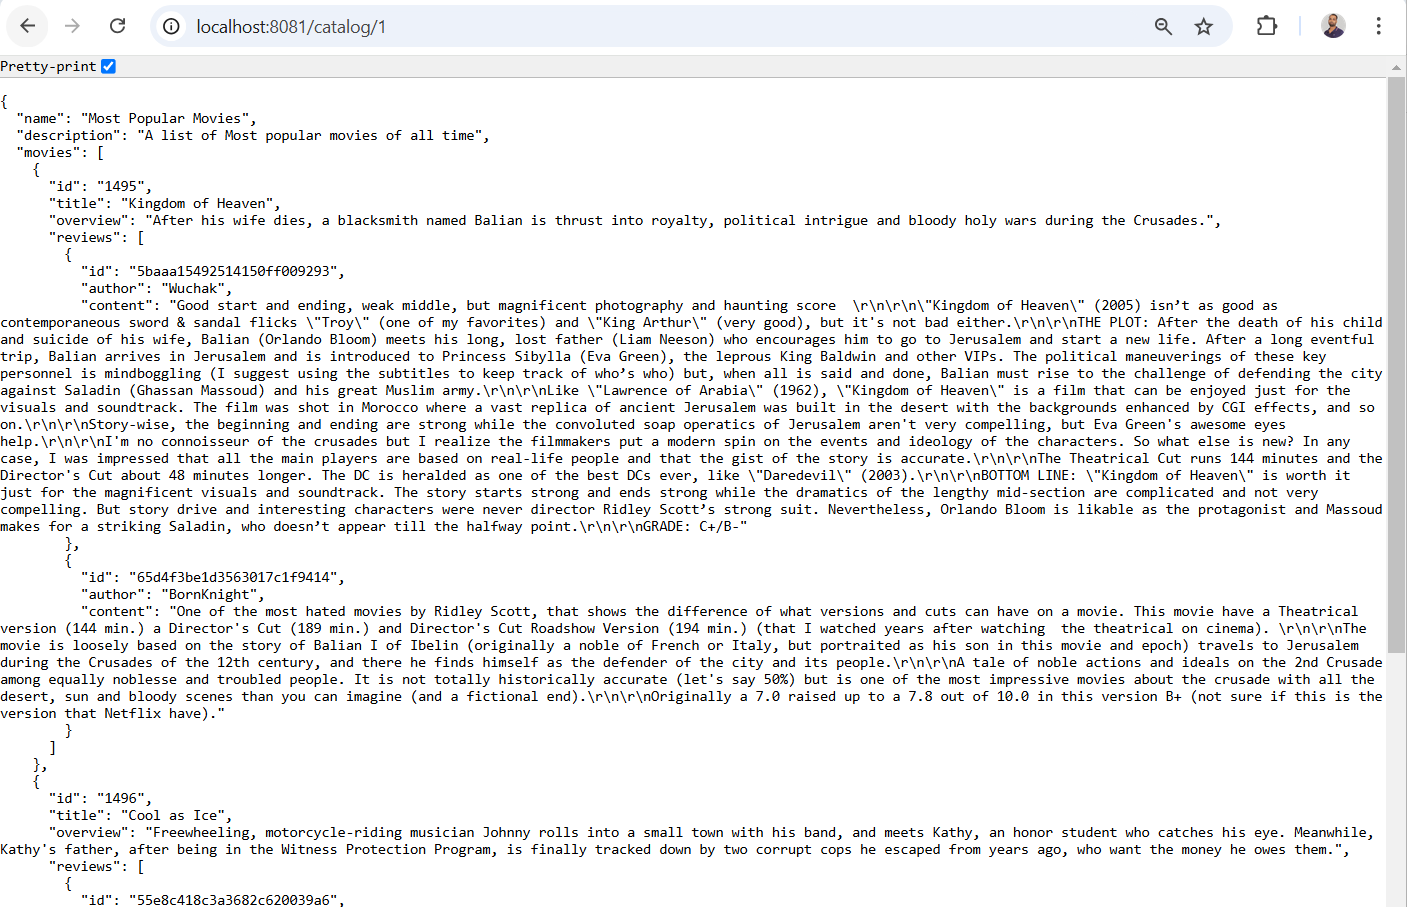 localhost:8081/catalog/1
Pretty-print
{
  "name": "Most Popular Movies",
  "description": "A list of Most popular movies of all time",
  "movies": [
    {
      "id": "1495",
      "title": "Kingdom of Heaven",
      "overview": "After his wife dies, a blacksmith named Balian is thrust into royalty, political intrigue and bloody holy wars during the Crusades.",
      "reviews": [
        {
          "id": "5baaa15492514150ff009293",
          "author": "Wuchak",
          "content": "Good start and ending, weak middle, but magnificent photography and haunting score  \r\n\r\n\"Kingdom of Heaven\" (2005) isn’t as good as
contemporaneous sword & sandal flicks \"Troy\" (one of my favorites) and \"King Arthur\" (very good), but it's not bad either.\r\n\r\nTHE PLOT: After the death of his child
and suicide of his wife, Balian (Orlando Bloom) meets his long, lost father (Liam Neeson) who encourages him to go to Jerusalem and start a new life. After a long eventful
trip, Balian arrives in Jerusalem and is introduced to Princess Sibylla (Eva Green), the leprous King Baldwin and other VIPs. The political maneuverings of these key
personnel is mindboggling (I suggest using the subtitles to keep track of who’s who) but, when all is said and done, Balian must rise to the challenge of defending the city
against Saladin (Ghassan Massoud) and his great Muslim army.\r\n\r\nLike \"Lawrence of Arabia\" (1962), \"Kingdom of Heaven\" is a film that can be enjoyed just for the
visuals and soundtrack. The film was shot in Morocco where a vast replica of ancient Jerusalem was built in the desert with the backgrounds enhanced by CGI effects, and so
on.\r\n\r\nStory-wise, the beginning and ending are strong while the convoluted soap operatics of Jerusalem aren't very compelling, but Eva Green's awesome eyes
help.\r\n\r\nI'm no connoisseur of the crusades but I realize the filmmakers put a modern spin on the events and ideology of the characters. So what else is new? In any
case, I was impressed that all the main players are based on real-life people and that the gist of the story is accurate.\r\n\r\nThe Theatrical Cut runs 144 minutes and the
Director's Cut about 48 minutes longer. The DC is heralded as one of the best DCs ever, like \"Daredevil\" (2003).\r\n\r\nBOTTOM LINE: \"Kingdom of Heaven\" is worth it
just for the magnificent visuals and soundtrack. The story starts strong and ends strong while the dramatics of the lengthy mid-section are complicated and not very
compelling. But story drive and interesting characters were never director Ridley Scott’s strong suit. Nevertheless, Orlando Bloom is likable as the protagonist and Massoud
makes for a striking Saladin, who doesn’t appear till the halfway point.\r\n\r\nGRADE: C+/B-"
        },
        {
          "id": "65d4f3be1d3563017c1f9414",
          "author": "BornKnight",
          "content": "One of the most hated movies by Ridley Scott, that shows the difference of what versions and cuts can have on a movie. This movie have a Theatrical
version (144 min.) a Director's Cut (189 min.) and Director's Cut Roadshow Version (194 min.) (that I watched years after watching  the theatrical on cinema). \r\n\r\nThe
movie is loosely based on the story of Balian I of Ibelin (originally a noble of French or Italy, but portraited as his son in this movie and epoch) travels to Jerusalem
during the Crusades of the 12th century, and there he finds himself as the defender of the city and its people.\r\n\r\nA tale of noble actions and ideals on the 2nd Crusade
among equally noblesse and troubled people. It is not totally historically accurate (let's say 50%) but is one of the most impressive movies about the crusade with all the
desert, sun and bloody scenes than you can imagine (and a fictional end).\r\n\r\nOriginally a 7.0 raised up to a 7.8 out of 10.0 in this version B+ (not sure if this is the
version that Netflix have)."
        }
      ]
    },
    {
      "id": "1496",
      "title": "Cool as Ice",
      "overview": "Freewheeling, motorcycle-riding musician Johnny rolls into a small town with his band, and meets Kathy, an honor student who catches his eye. Meanwhile,
Kathy's father, after being in the Witness Protection Program, is finally tracked down by two corrupt cops he escaped from years ago, who want the money he owes them.",
      "reviews": [
        {
          "id": "55e8c418c3a3682c620039a6",